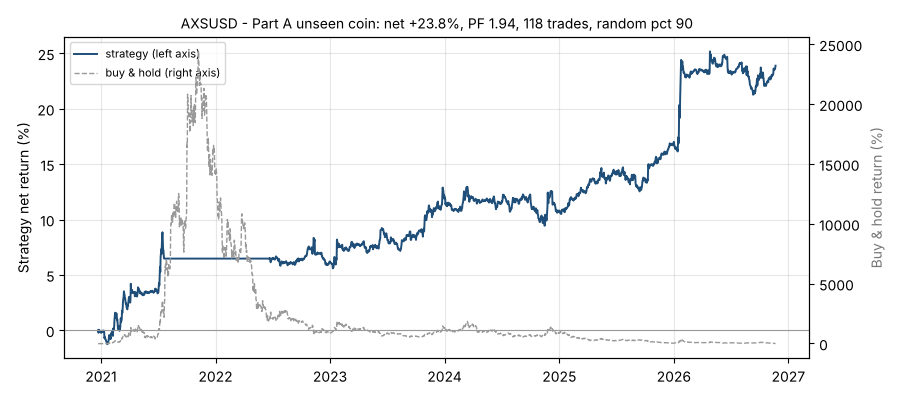 AXSUSD - Part A unseen coin: net +23.8%, PF 1.94, 118 trades, random pct 90
strategy (left axis)
buy & hold (right axis)
Strategy net return (%)
25
20
15
10
5
0
25000
20000
15000
10000
5000
0
Buy & hold return (%)
2021 2022 2023 2024 2025 2026 2027